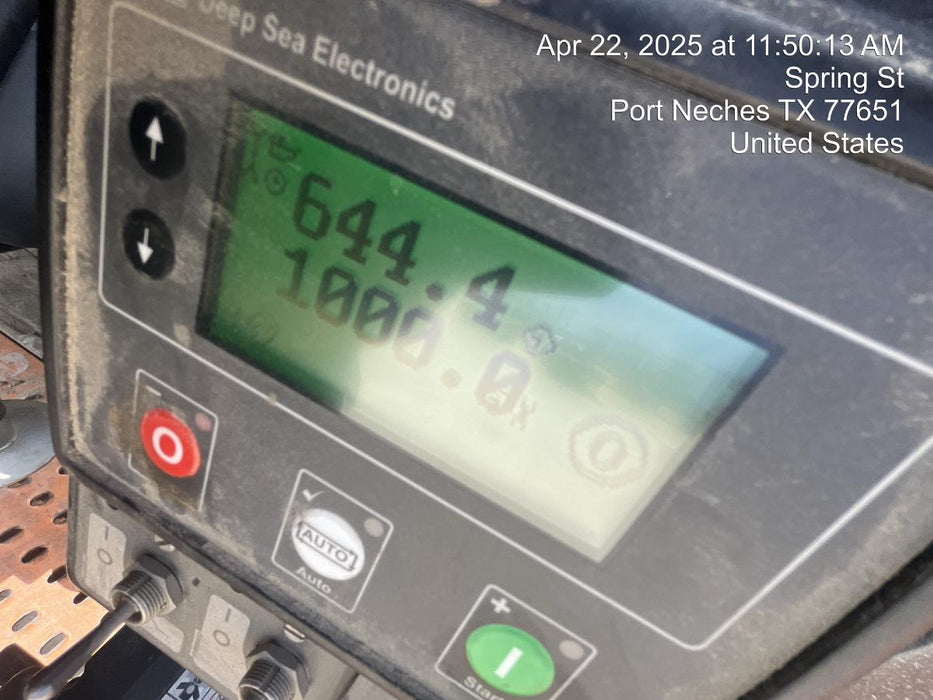 Deep Sea Electronics
Apr 22, 2025 at 11:50:13 AM
Spring St
Port Neches TX 77651
United States
644.4
1000.0
AUTO
Auto
Start